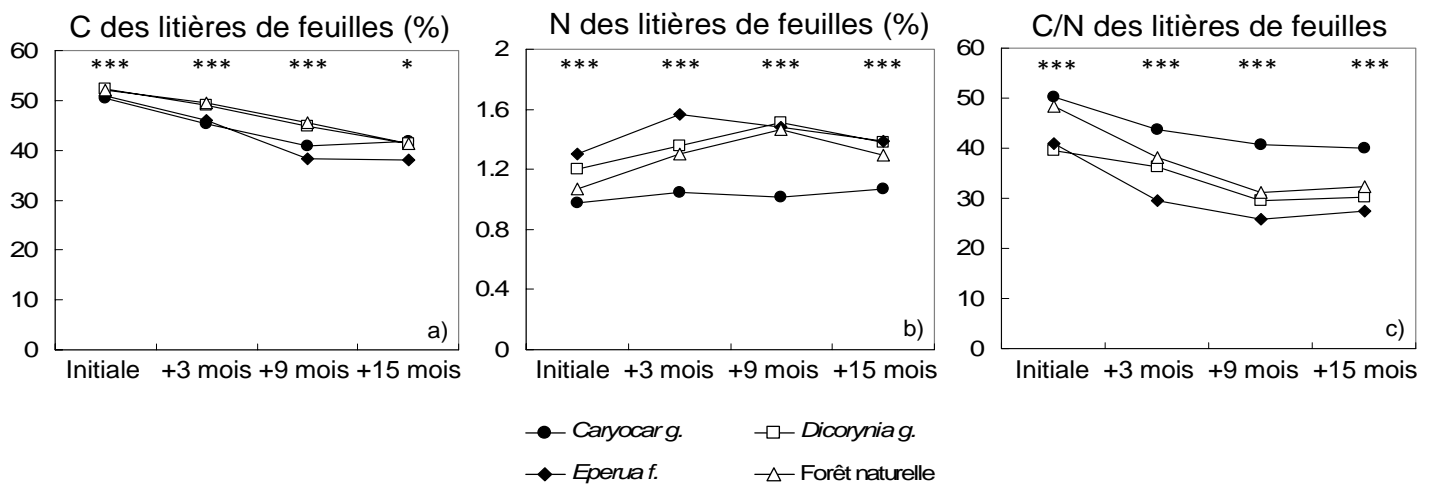 C des litières de feuilles (%)
60
50
40
30
20
10
0
*** *** *** *
a)
Initiale +3 mois +9 mois +15 mois
N des litières de feuilles (%)
2
1.6
1.2
0.8
0.4
0
*** *** *** ***
b)
Initiale +3 mois +9 mois +15 mois
C/N des litières de feuilles
60
50
40
30
20
10
0
*** *** *** ***
c)
Initiale +3 mois +9 mois +15 mois
Caryocar g. Dicorynia g.
Eperua f. Forêt naturelle